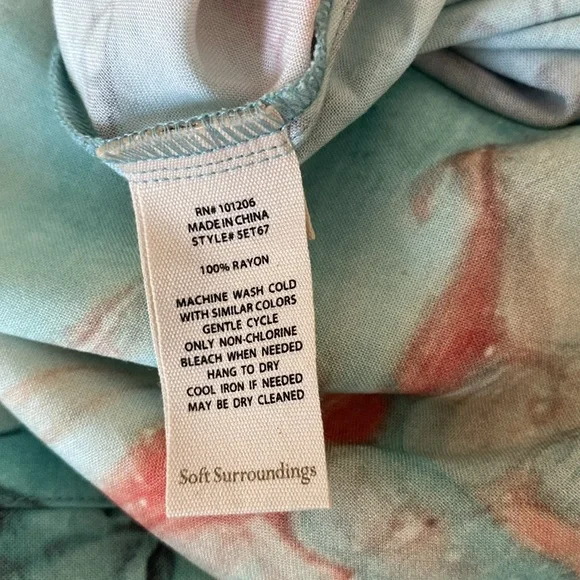 RN# 101206
MADE IN CHINA
STYLE# 5ET67
100% RAYON
MACHINE WASH COLD
WITH SIMILAR COLORS
GENTLE CYCLE
ONLY NON-CHLORINE
BLEACH WHEN NEEDED
HANG TO DRY
COOL IRON IF NEEDED
MAY BE DRY CLEANED
Soft Surroundings